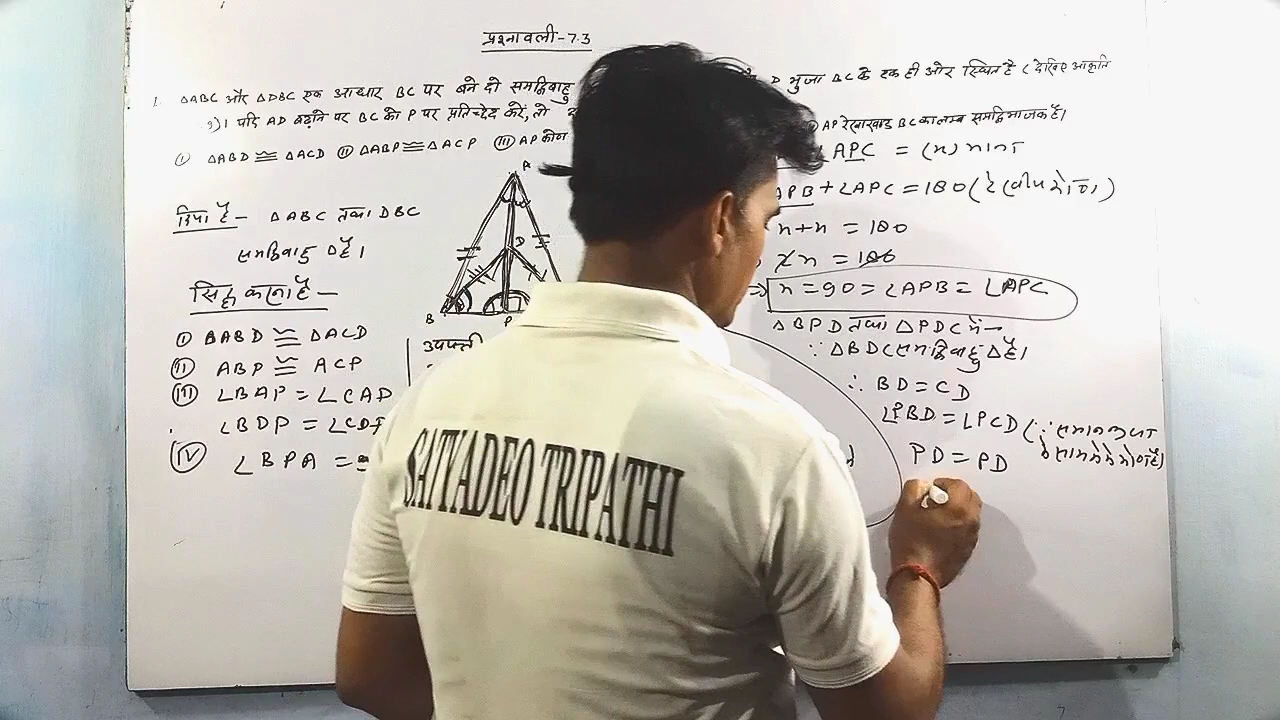 प्रश्नावली-7.3
1. ΔABC और ΔDBC एक आधार BC पर बने दो समद्विबाहु D भुजा BC के एक ही ओर स्थित है (देखिए आकृति
)। यदि AD बढ़ाने पर BC को P पर प्रतिच्छेद करे, तो AP रेखाखण्ड BC का लम्ब समद्विभाजक है।
(i) ΔABD ≅ ΔACD (ii) ΔABP ≅ ΔACP (iii) AP कोण
दिया है — ΔABC तथा DBC
समद्विबाहु Δ है।
सिद्ध करना है —
(i) BABD ≅ ΔACD
(ii) ABP ≅ ACP
(iii) ∠BAP = ∠CAD
∠BDP = ∠CDP
(iv) ∠BPA =
A
D
B
P
उपपत्ती
∠APC = (x) माना
APB + ∠APC = 180
x+x = 180
2x = 180
⇒ x = 90 = ∠APB = ∠APC
ΔBPD तथा ΔPDC में—
∵ ΔBDC समद्विबाहु Δ है।
∴ BD = CD
∠PBD = ∠PCD (∵ समान भुजा
के सामने
PD = PD
SATYADEO TRIPATHI